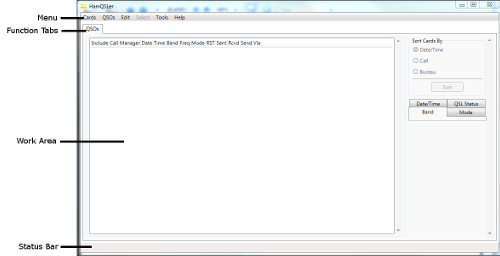 HamQSLer
Menu
Cards QSOs Edit Select Tools Help
Function Tabs
QSOs
Include Call Manager Date Time Band Freq Mode RST Sent Rcvd Send Via
Sort Cards By
Date/Time
Call
Bureau
Sort
Date/Time QSL Status
Band Mode
Work Area
Status Bar